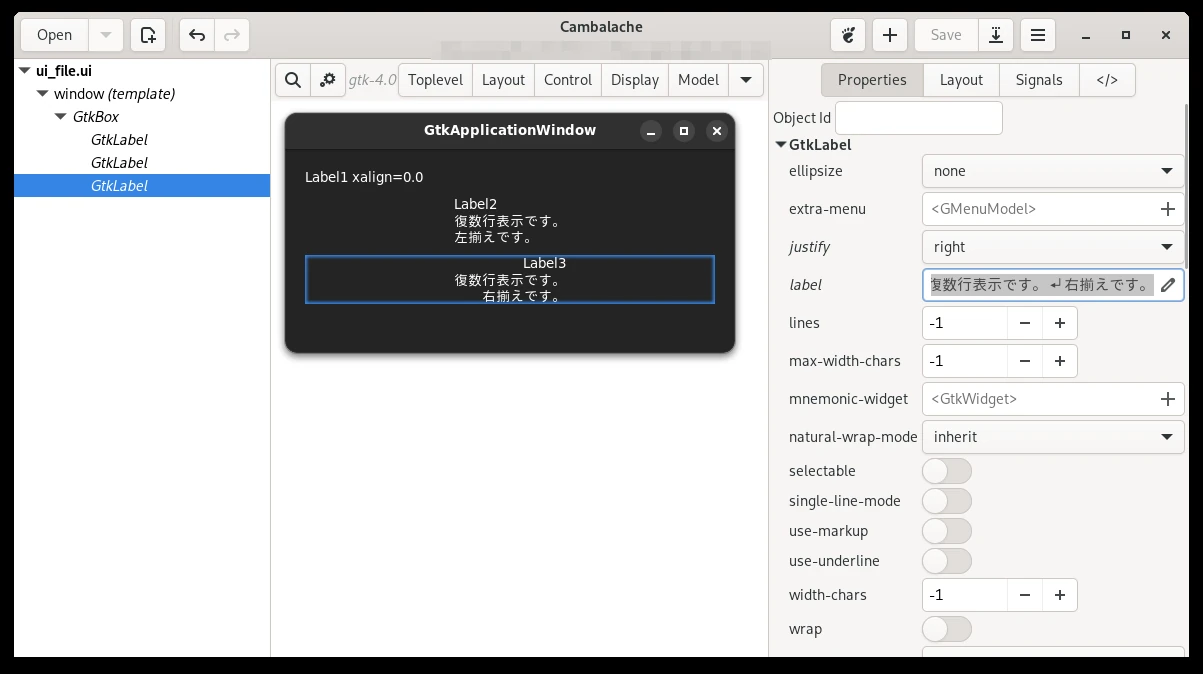 Cambalache
Open
Save
ui_file.ui
window (template)
GtkBox
GtkLabel
GtkLabel
GtkLabel
gtk-4.0
Toplevel
Layout
Control
Display
Model
GtkApplicationWindow
Label1 xalign=0.0
Label2
復数行表示です。
左揃えです。
Label3
復数行表示です。
右揃えです。
Properties
Layout
Signals
</>
Object Id
GtkLabel
ellipsize none
extra-menu <GMenuModel>
justify right
label 复数行表示です。 ↵右揃えです。
lines -1
max-width-chars -1
mnemonic-widget <GtkWidget>
natural-wrap-mode inherit
selectable
single-line-mode
use-markup
use-underline
width-chars -1
wrap